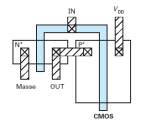 IN
V_DD
N⁺
P⁺
Masse
OUT
CMOS